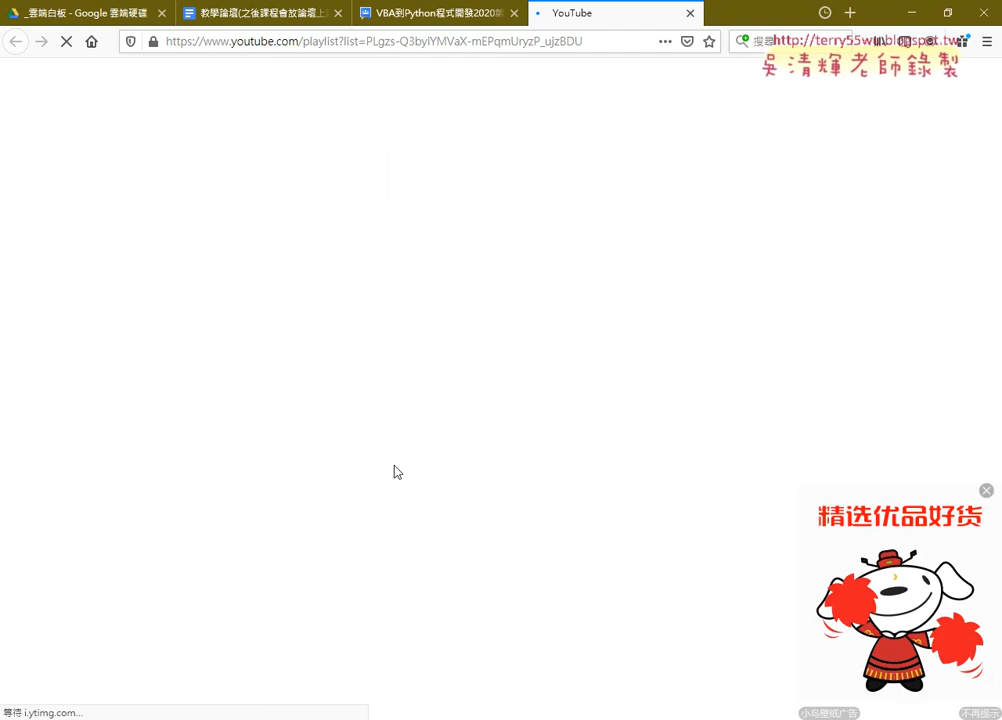 _雲端白板 - Google 雲端硬碟
教學論壇(之後課程會放論壇上
VBA到Python程式開發2020
YouTube
https://www.youtube.com/playlist?list=PLgzs-Q3byiYMVaX-mEPqmUryzP_ujzBDU
搜尋
http://terry55wu.blogspot.tw
吳清輝老師錄製
精选优品好货
等待 i.ytimg.com...
小鸟壁纸广告
不再提示